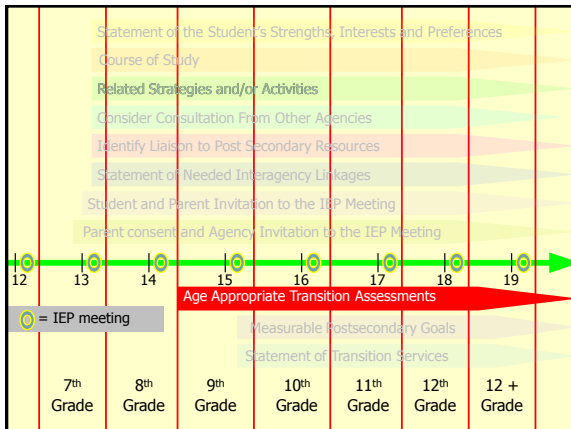 Statement of the Student's Strengths, Interests and Preferences
Course of Study
Related Strategies and/or Activities
Consider Consultation From Other Agencies
Identify Liaison to Post Secondary Resources
Statement of Needed Interagency Linkages
Student and Parent Invitation to the IEP Meeting
Parent consent and Agency Invitation to the IEP Meeting
12 13 14 15 16 17 18 19
Age Appropriate Transition Assessments
= IEP meeting
Measurable Postsecondary Goals
Statement of Transition Services
7th 8th 9th 10th 11th 12th 12 +
Grade Grade Grade Grade Grade Grade Grade